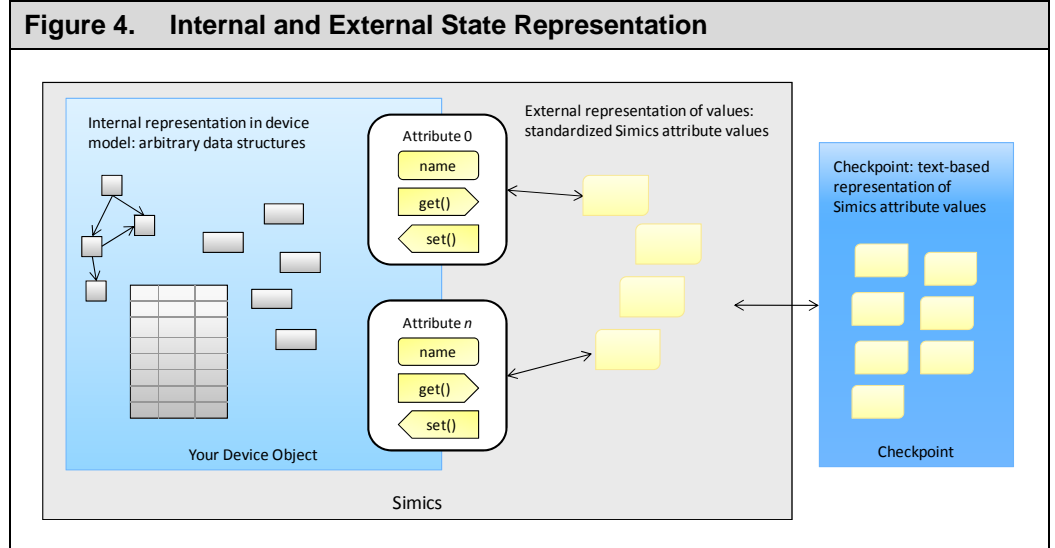 Figure 4. Internal and External State Representation
Internal representation in device
model: arbitrary data structures
Attribute 0
name
get()
set()
Attribute n
name
get()
set()
External representation of values:
standardized Simics attribute values
Checkpoint: text-based
representation of
Simics attribute values
Your Device Object
Checkpoint
Simics